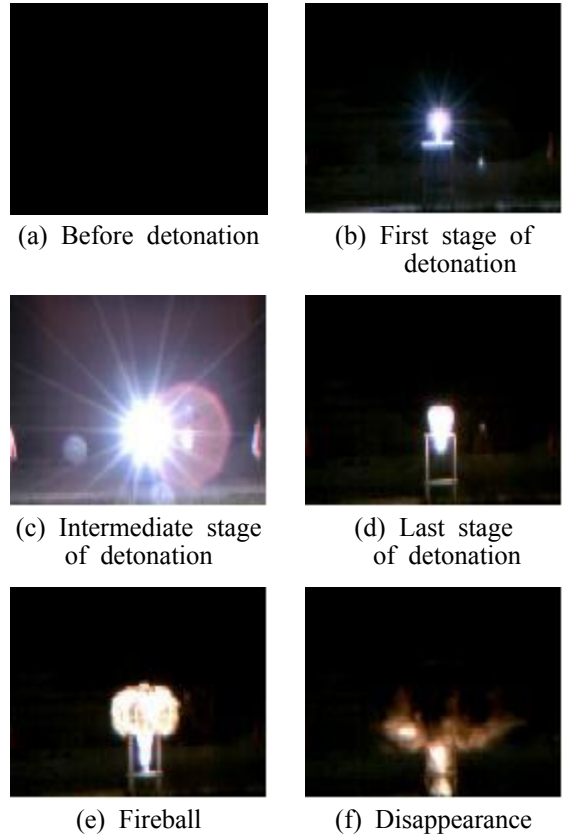 (a) Before detonation
(b) First stage of
detonation
(c) Intermediate stage
of detonation
(d) Last stage
of detonation
(e) Fireball
(f) Disappearance